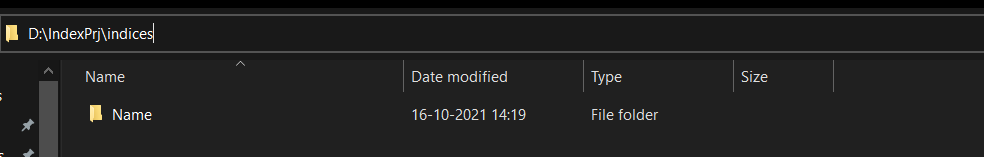 D:\IndexPrj\indices
Name Date modified Type Size
Name 16-10-2021 14:19 File folder